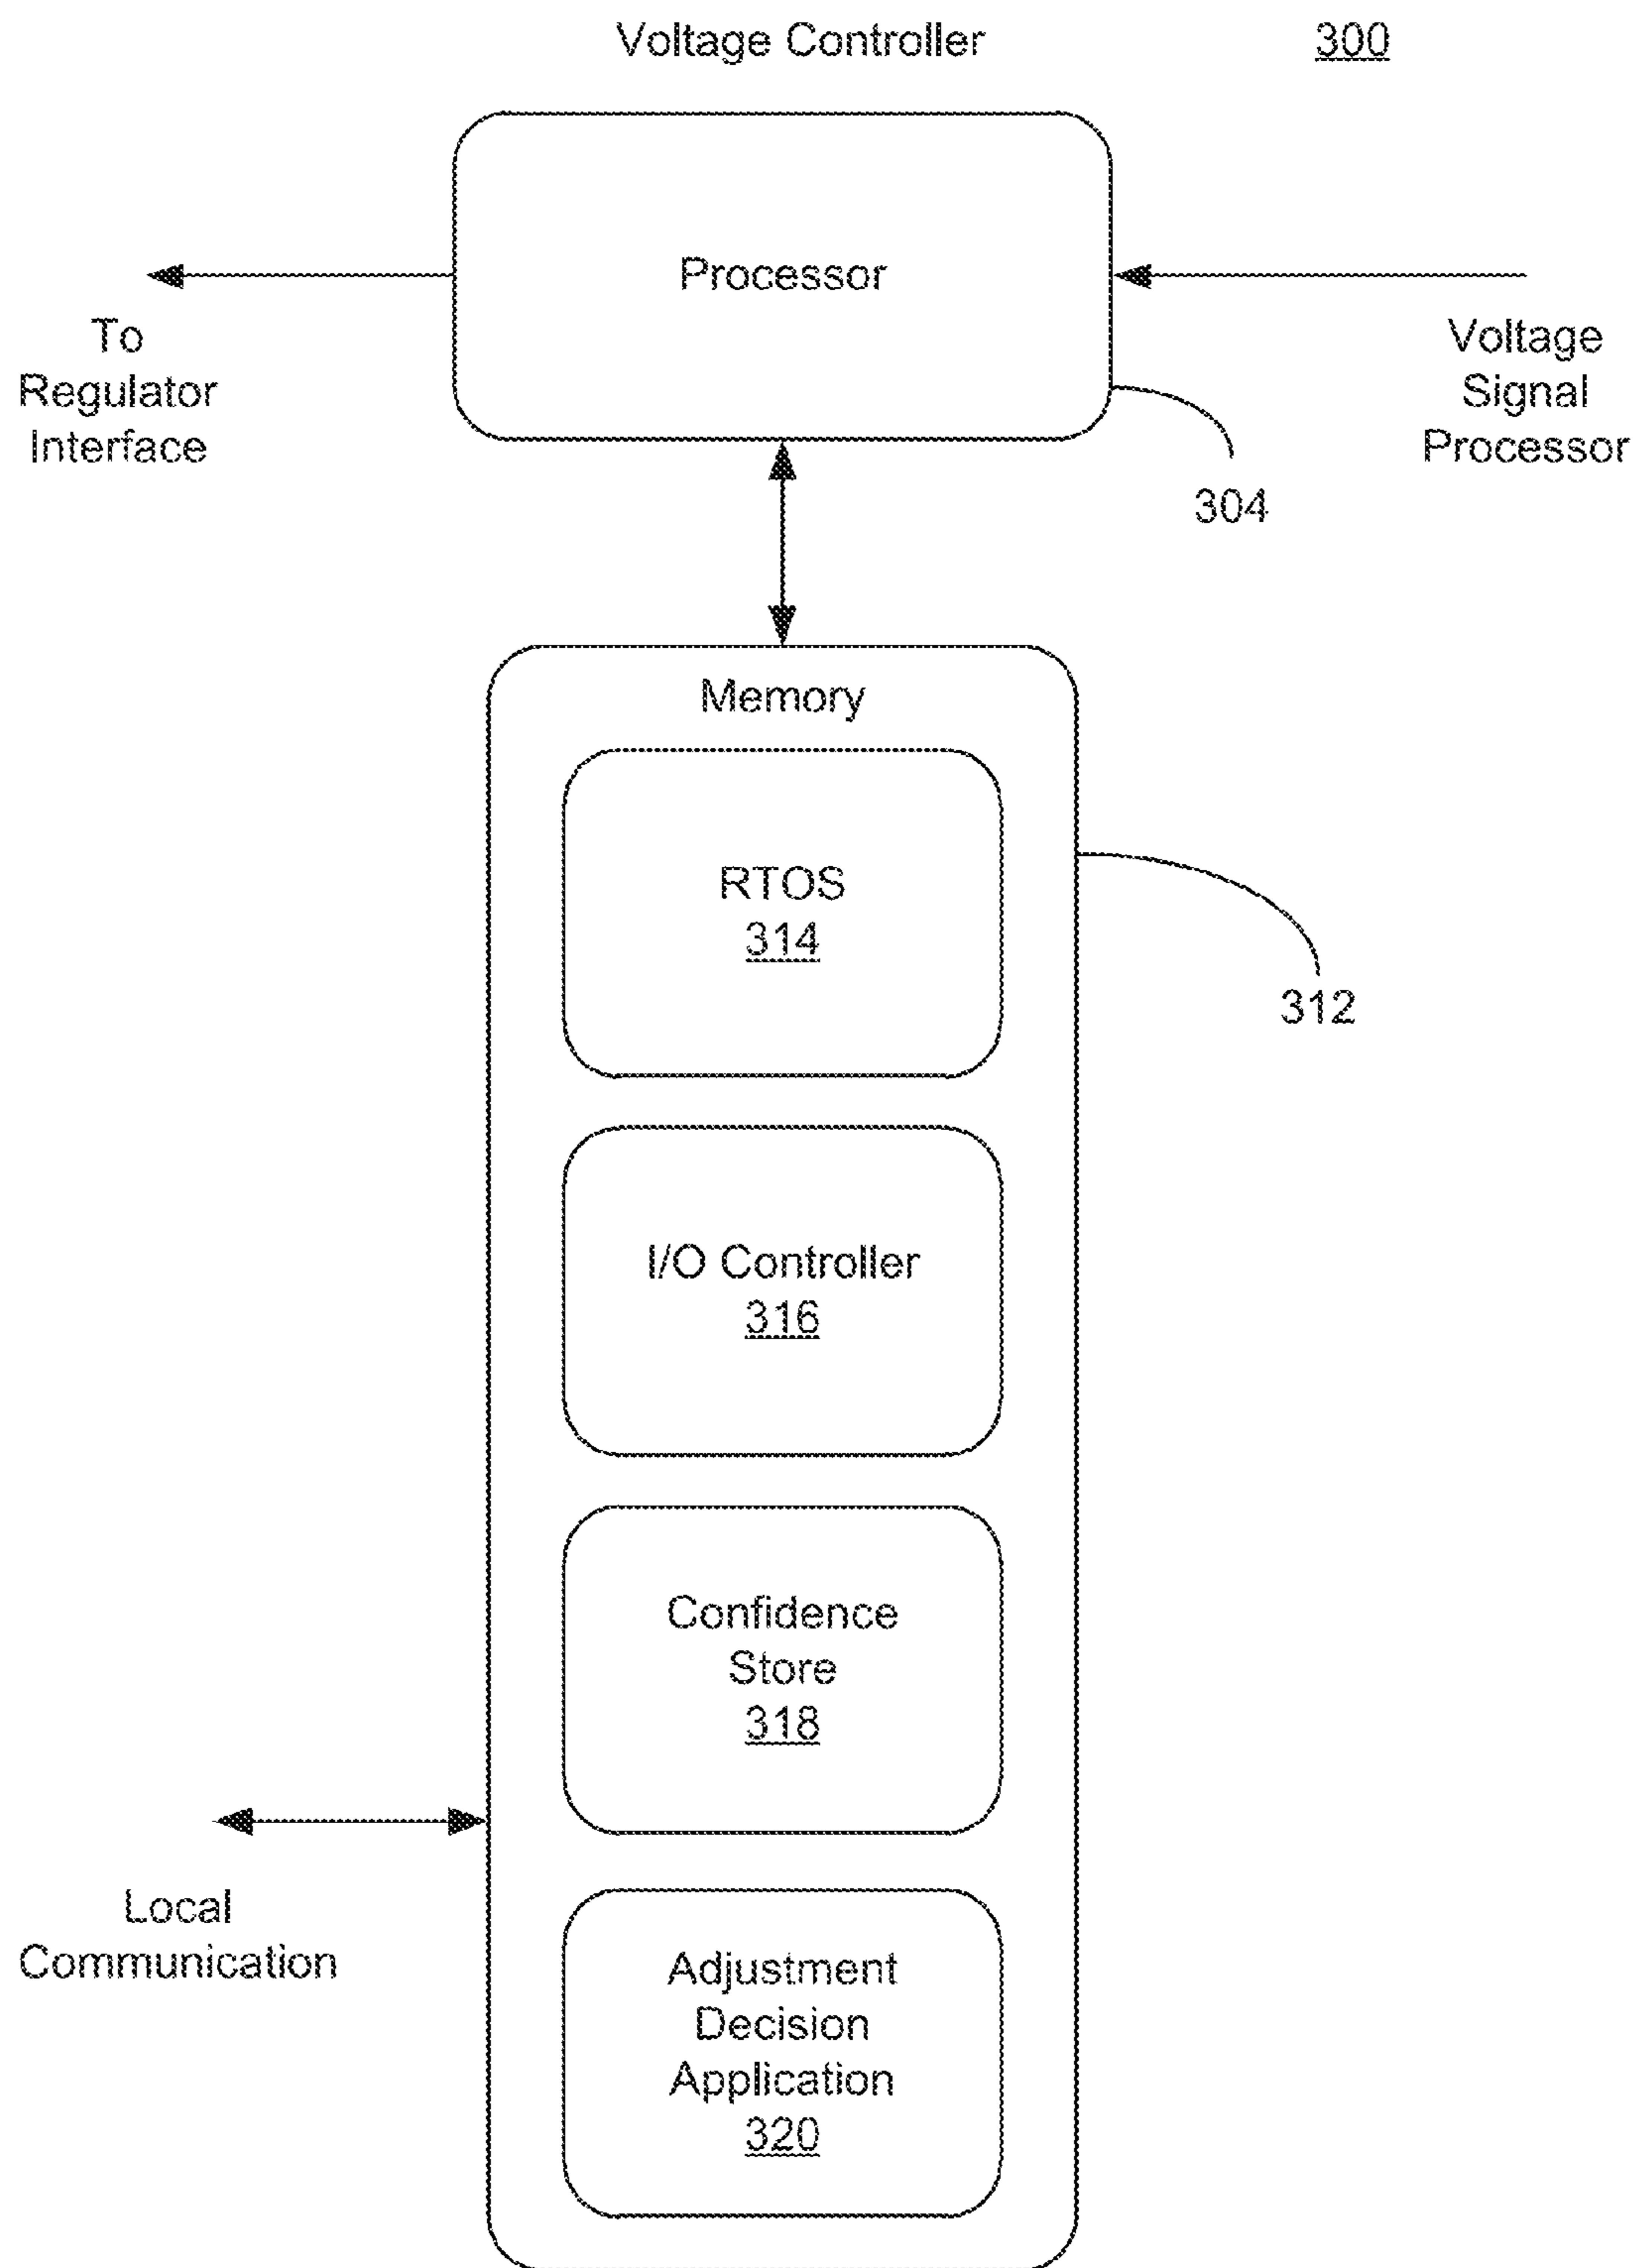 Voltage Controller
300
Processor
To
Regulator
Interface
Voltage
Signal
Processor
304
Memory
RTOS
314
312
I/O Controller
316
Confidence
Store
318
Local
Communication
Adjustment
Decision
Application
320